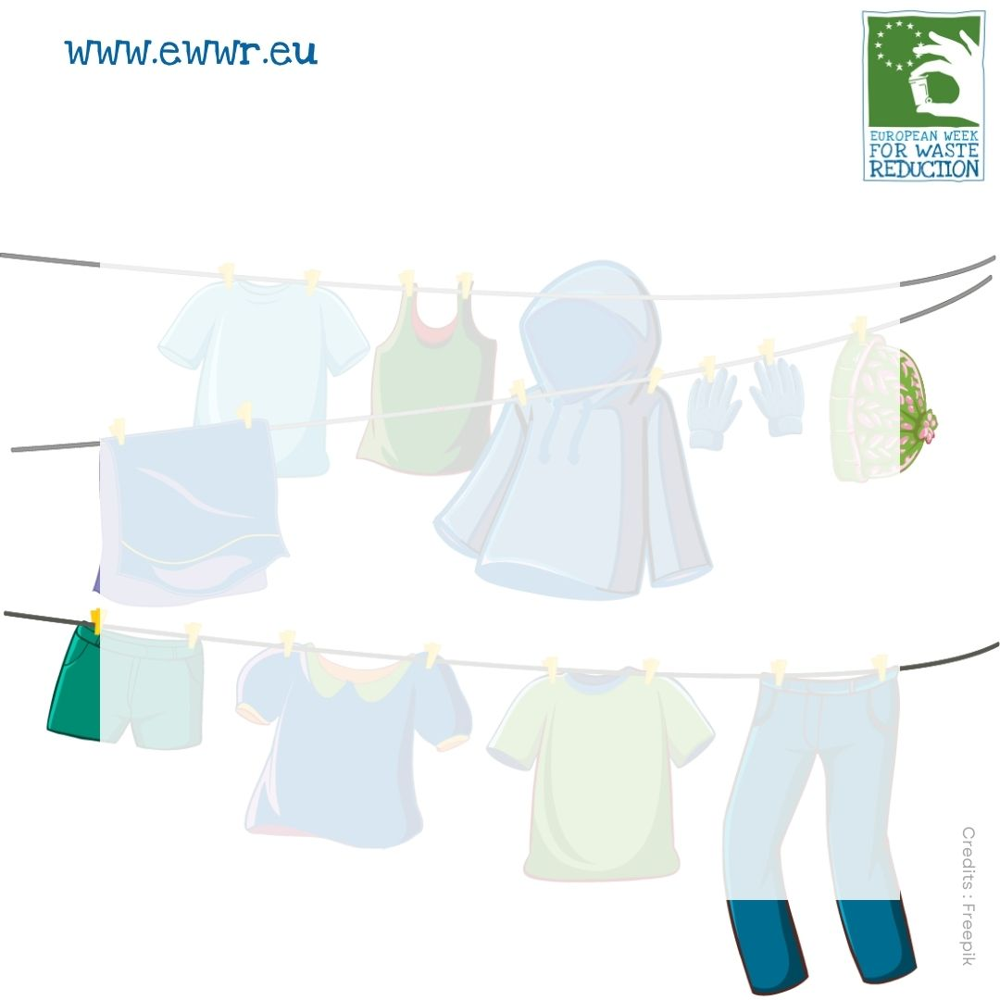 www.ewwr.eu
EUROPEAN WEEK
FOR WASTE
REDUCTION
Credits : Freepik